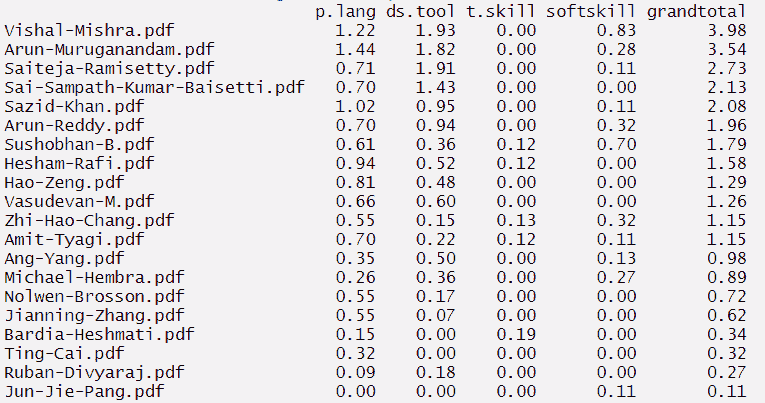 p.lang ds.tool t.skill softskill grandtotal
Vishal-Mishra.pdf 1.22 1.93 0.00 0.83 3.98
Arun-Muruganandam.pdf 1.44 1.82 0.00 0.28 3.54
Saiteja-Ramisetty.pdf 0.71 1.91 0.00 0.11 2.73
Sai-Sampath-Kumar-Baisetti.pdf 0.70 1.43 0.00 0.00 2.13
Sazid-Khan.pdf 1.02 0.95 0.00 0.11 2.08
Arun-Reddy.pdf 0.70 0.94 0.00 0.32 1.96
Sushobhan-B.pdf 0.61 0.36 0.12 0.70 1.79
Hesham-Rafi.pdf 0.94 0.52 0.12 0.00 1.58
Hao-Zeng.pdf 0.81 0.48 0.00 0.00 1.29
Vasudevan-M.pdf 0.66 0.60 0.00 0.00 1.26
Zhi-Hao-Chang.pdf 0.55 0.15 0.13 0.32 1.15
Amit-Tyagi.pdf 0.70 0.22 0.12 0.11 1.15
Ang-Yang.pdf 0.35 0.50 0.00 0.13 0.98
Michael-Hembra.pdf 0.26 0.36 0.00 0.27 0.89
Nolwen-Brosson.pdf 0.55 0.17 0.00 0.00 0.72
Jianning-Zhang.pdf 0.55 0.07 0.00 0.00 0.62
Bardia-Heshmati.pdf 0.15 0.00 0.19 0.00 0.34
Ting-Cai.pdf 0.32 0.00 0.00 0.00 0.32
Ruban-Divyaraj.pdf 0.09 0.18 0.00 0.00 0.27
Jun-Jie-Pang.pdf 0.00 0.00 0.00 0.11 0.11